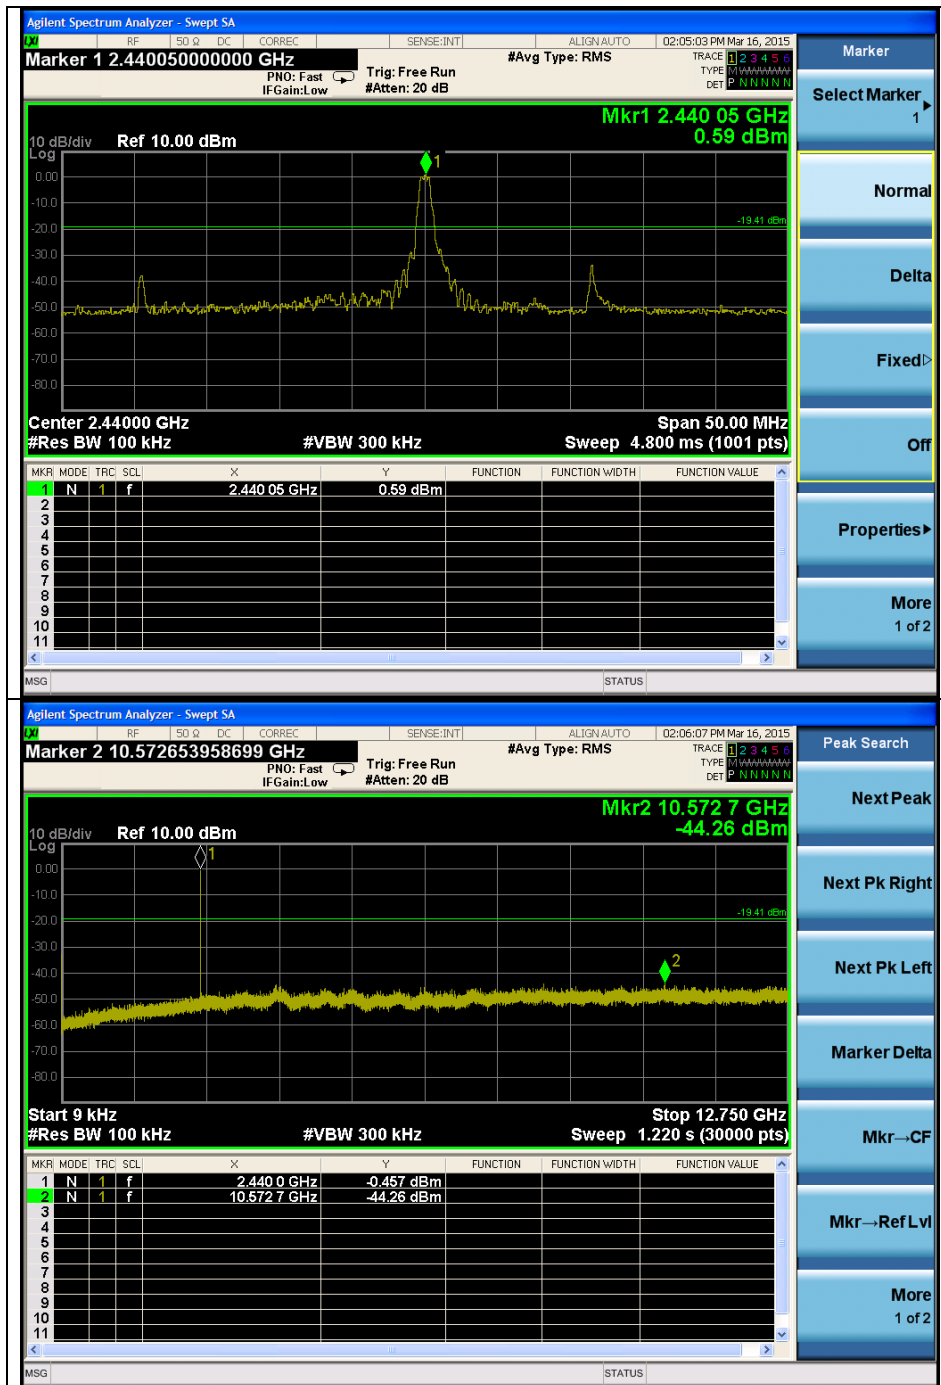 Agilent Spectrum Analyzer - Swept SA
LXI RF 50 Ω DC CORREC SENSE:INT ALIGN AUTO 02:05:03 PM Mar 16, 2015
Marker 1 2.440050000000 GHz
PNO: Fast
IFGain:Low
Trig: Free Run
#Atten: 20 dB
#Avg Type: RMS
TRACE 1 2 3 4 5 6
TYPE M WWWWW
DET P N N N N N
Mkr1 2.440 05 GHz
0.59 dBm
10 dB/div Ref 10.00 dBm
Log
1
0.00
-10.0
-20.0
-19.41 dBm
-30.0
-40.0
-50.0
-60.0
-70.0
-80.0
Center 2.44000 GHz Span 50.00 MHz
#Res BW 100 kHz #VBW 300 kHz Sweep 4.800 ms (1001 pts)
MKR MODE TRC SCL X Y FUNCTION FUNCTION WIDTH FUNCTION VALUE
1 N 1 f 2.440 05 GHz 0.59 dBm
2
3
4
5
6
7
8
9
10
11
MSG STATUS
Marker
Select Marker
1
Normal
Delta
Fixed
Off
Properties
More
1 of 2
Agilent Spectrum Analyzer - Swept SA
LXI RF 50 Ω DC CORREC SENSE:INT ALIGN AUTO 02:06:07 PM Mar 16, 2015
Marker 2 10.572653958699 GHz
PNO: Fast
IFGain:Low
Trig: Free Run
#Atten: 20 dB
#Avg Type: RMS
TRACE 1 2 3 4 5 6
TYPE M WWWWW
DET P N N N N N
Mkr2 10.572 7 GHz
-44.26 dBm
10 dB/div Ref 10.00 dBm
Log
1
0.00
-10.0
-20.0
-19.41 dBm
-30.0
2
-40.0
-50.0
-60.0
-70.0
-80.0
Start 9 kHz Stop 12.750 GHz
#Res BW 100 kHz #VBW 300 kHz Sweep 1.220 s (30000 pts)
MKR MODE TRC SCL X Y FUNCTION FUNCTION WIDTH FUNCTION VALUE
1 N 1 f 2.440 0 GHz -0.457 dBm
2 N 1 f 10.572 7 GHz -44.26 dBm
3
4
5
6
7
8
9
10
11
MSG STATUS
Peak Search
Next Peak
Next Pk Right
Next Pk Left
Marker Delta
Mkr→CF
Mkr→Ref Lvl
More
1 of 2